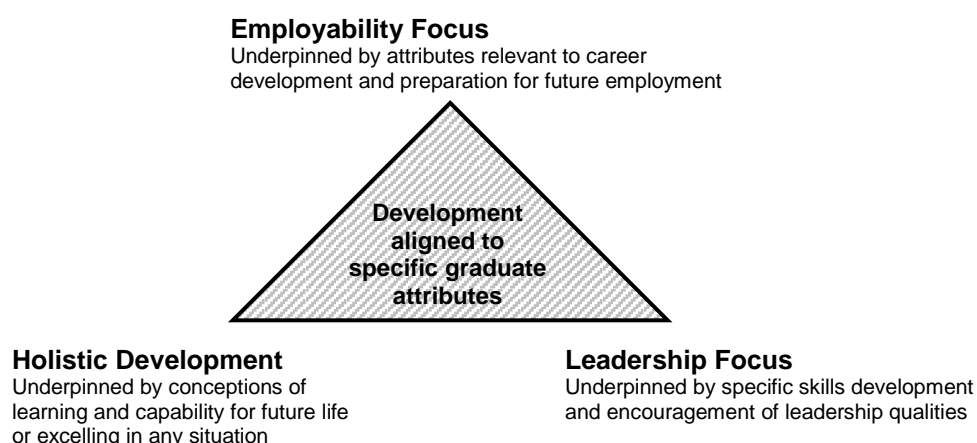 Employability Focus
Underpinned by attributes relevant to career
development and preparation for future employment
Development
aligned to
specific graduate
attributes
Holistic Development
Underpinned by conceptions of
learning and capability for future life
or excelling in any situation
Leadership Focus
Underpinned by specific skills development
and encouragement of leadership qualities